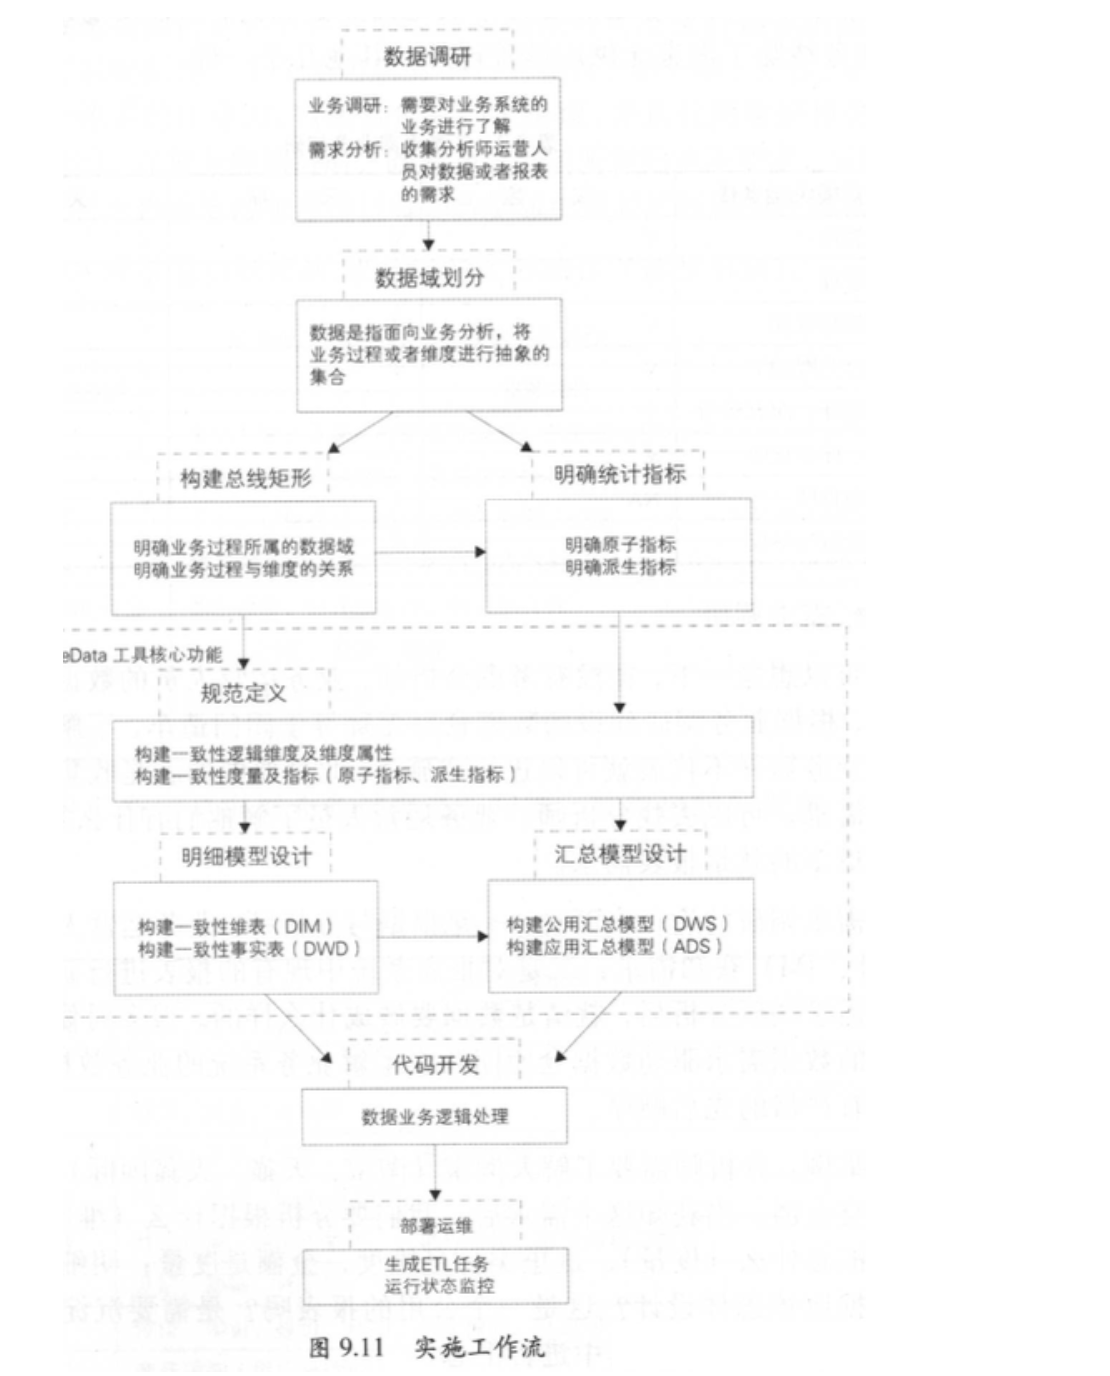 数据调研
业务调研：需要对业务系统的
业务进行了解
需求分析：收集分析师运营人
员对数据或者报表
的需求
数据域划分
数据是指面向业务分析，将
业务过程或者维度进行抽象的
集合
构建总线矩形
明确业务过程所属的数据域
明确业务过程与维度的关系
明确统计指标
明确原子指标
明确派生指标
eData 工具核心功能
规范定义
构建一致性逻辑维度及维度属性
构建一致性度量及指标（原子指标、派生指标）
明细模型设计
构建一致性维表（DIM）
构建一致性事实表（DWD）
汇总模型设计
构建公用汇总模型（DWS）
构建应用汇总模型（ADS）
代码开发
数据业务逻辑处理
部署运维
生成ETL任务
运行状态监控
图 9.11 实施工作流